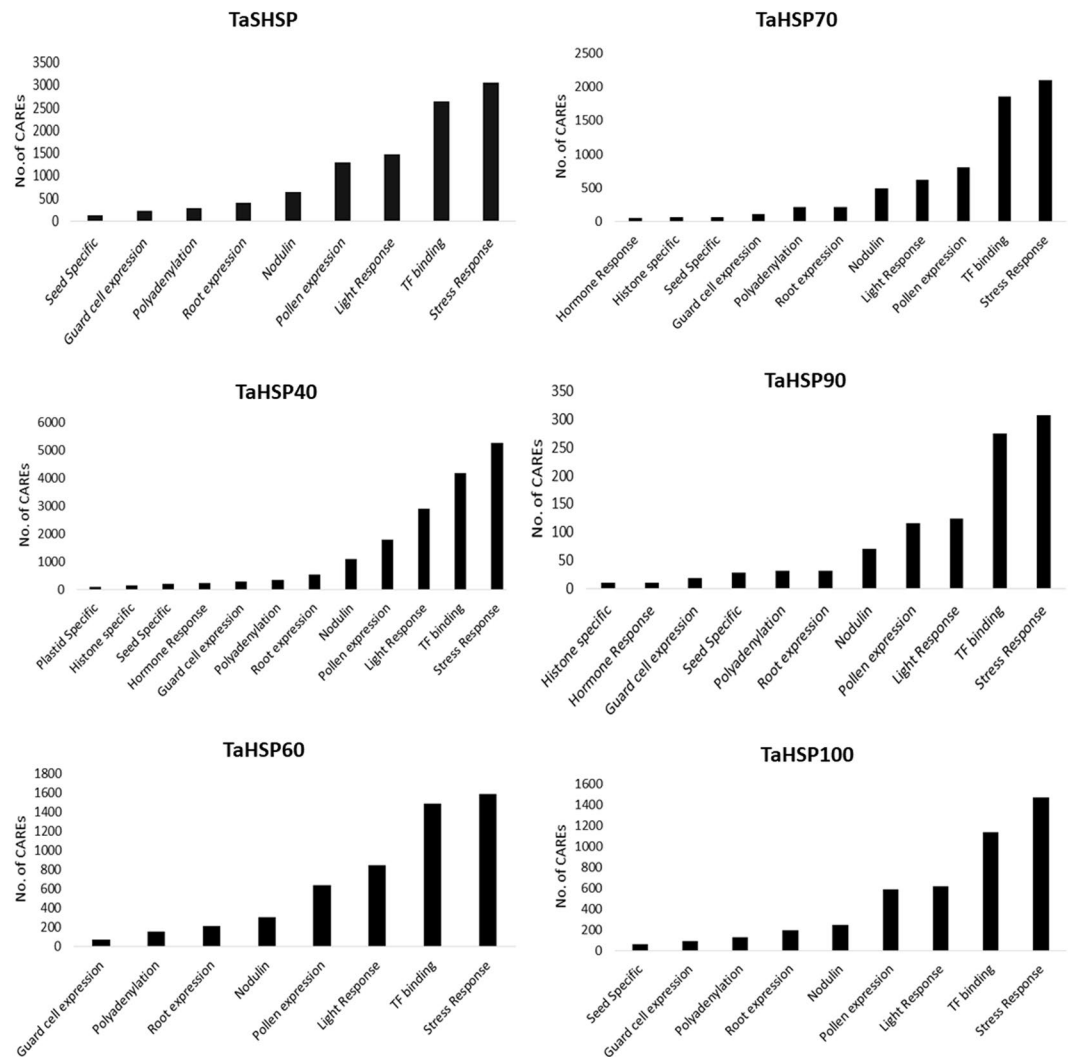 TaSHSP
No.of CAREs
3500
3000
2500
2000
1500
1000
500
0
Seed Specific
Guard cell expression
Polyadenylation
Root expression
Nodulin
Pollen expression
Light Response
TF binding
Stress Response
TaHSP70
No. of CAREs
2500
2000
1500
1000
500
0
Hormone Response
Histone specific
Seed Specific
Guard cell expression
Polyadenylation
Root expression
Nodulin
Light Response
Pollen expression
TF binding
Stress Response
TaHSP40
No. of CAREs
6000
5000
4000
3000
2000
1000
0
Plastid Specific
Histone specific
Seed Specific
Hormone Response
Guard cell expression
Polyadenylation
Root expression
Nodulin
Pollen expression
Light Response
TF binding
Stress Response
TaHSP90
No. of CAREs
350
300
250
200
150
100
50
0
Histone specific
Hormone Response
Guard cell expression
Seed Specific
Polyadenylation
Root expression
Nodulin
Pollen expression
Light Response
TF binding
Stress Response
TaHSP60
No. of CAREs
1800
1600
1400
1200
1000
800
600
400
200
0
Guard cell expression
Polyadenylation
Root expression
Nodulin
Pollen expression
Light Response
TF binding
Stress Response
TaHSP100
No. of CAREs
1600
1400
1200
1000
800
600
400
200
0
Seed Specific
Guard cell expression
Polyadenylation
Root expression
Nodulin
Pollen expression
Light Response
TF binding
Stress Response